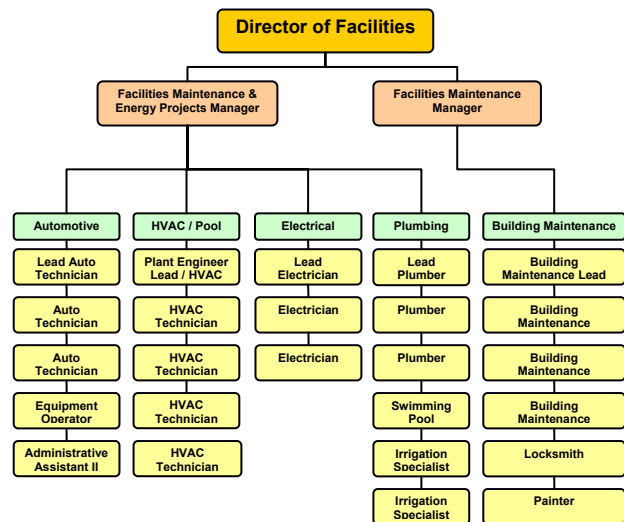 Director of Facilities
Facilities Maintenance &
Energy Projects Manager
Facilities Maintenance
Manager
Automotive
HVAC / Pool
Electrical
Plumbing
Building Maintenance
Lead Auto
Technician
Plant Engineer
Lead / HVAC
Lead
Electrician
Lead
Plumber
Building
Maintenance Lead
Auto
Technician
HVAC
Technician
Electrician
Plumber
Building
Maintenance
Auto
Technician
HVAC
Technician
Electrician
Plumber
Building
Maintenance
Equipment
Operator
HVAC
Technician
Swimming
Pool
Building
Maintenance
Administrative
Assistant II
HVAC
Technician
Irrigation
Specialist
Locksmith
Irrigation
Specialist
Painter